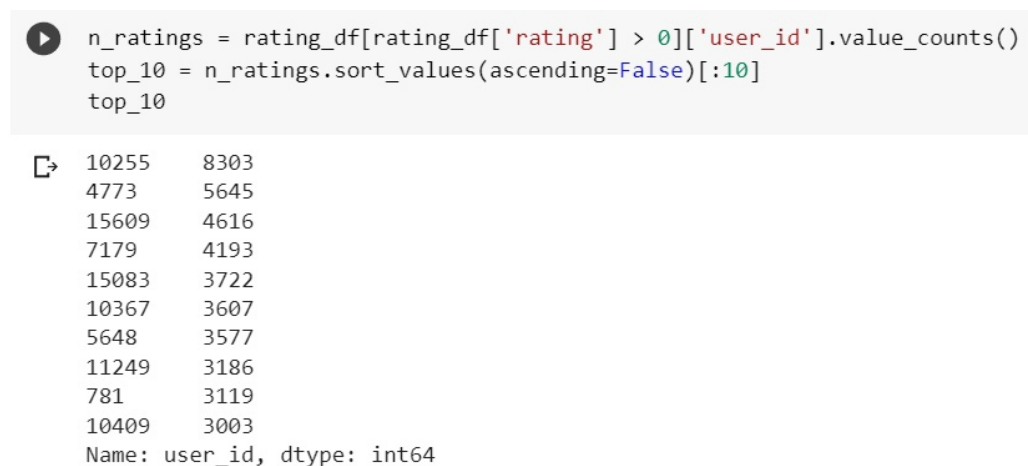 n_ratings = rating_df[rating_df['rating'] > 0]['user_id'].value_counts()
top_10 = n_ratings.sort_values(ascending=False)[:10]
top_10
10255 8303
4773 5645
15609 4616
7179 4193
15083 3722
10367 3607
5648 3577
11249 3186
781 3119
10409 3003
Name: user_id, dtype: int64